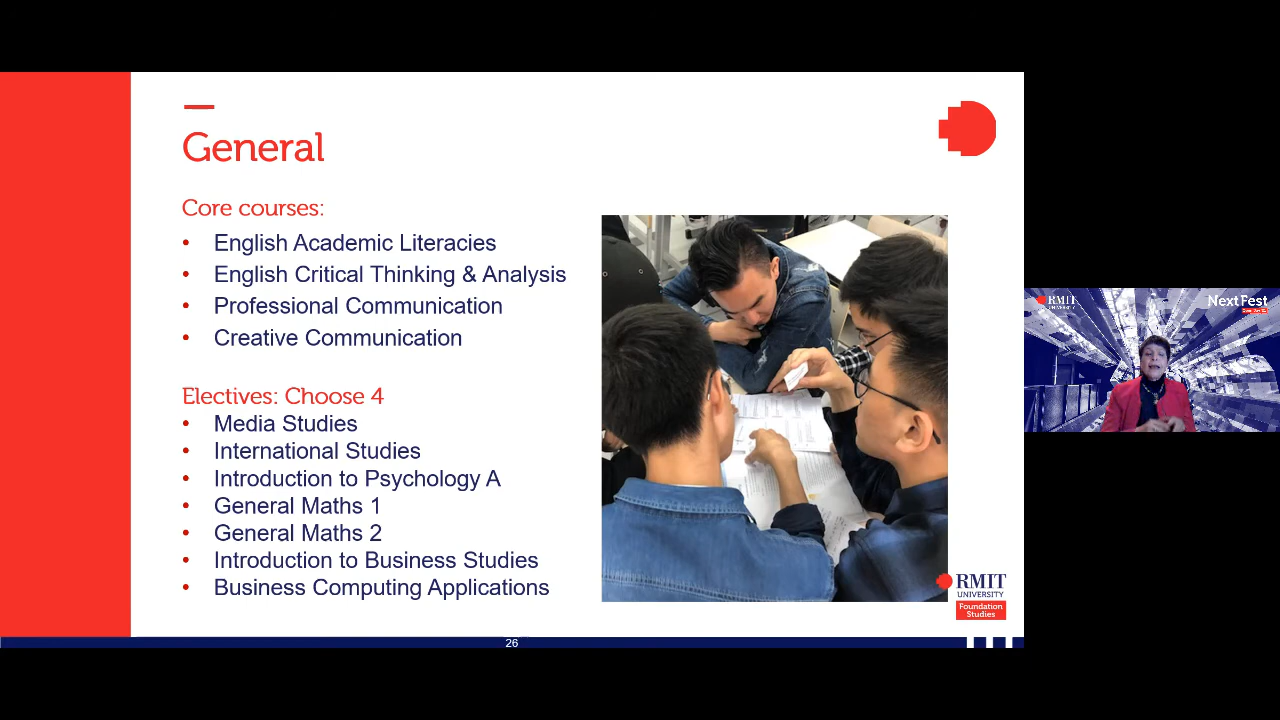 General
Core courses:
• English Academic Literacies
• English Critical Thinking & Analysis
• Professional Communication
• Creative Communication
Electives: Choose 4
• Media Studies
• International Studies
• Introduction to Psychology A
• General Maths 1
• General Maths 2
• Introduction to Business Studies
• Business Computing Applications
RMIT
UNIVERSITY
Foundation
Studies
26
RMIT
UNIVERSITY
NextFest